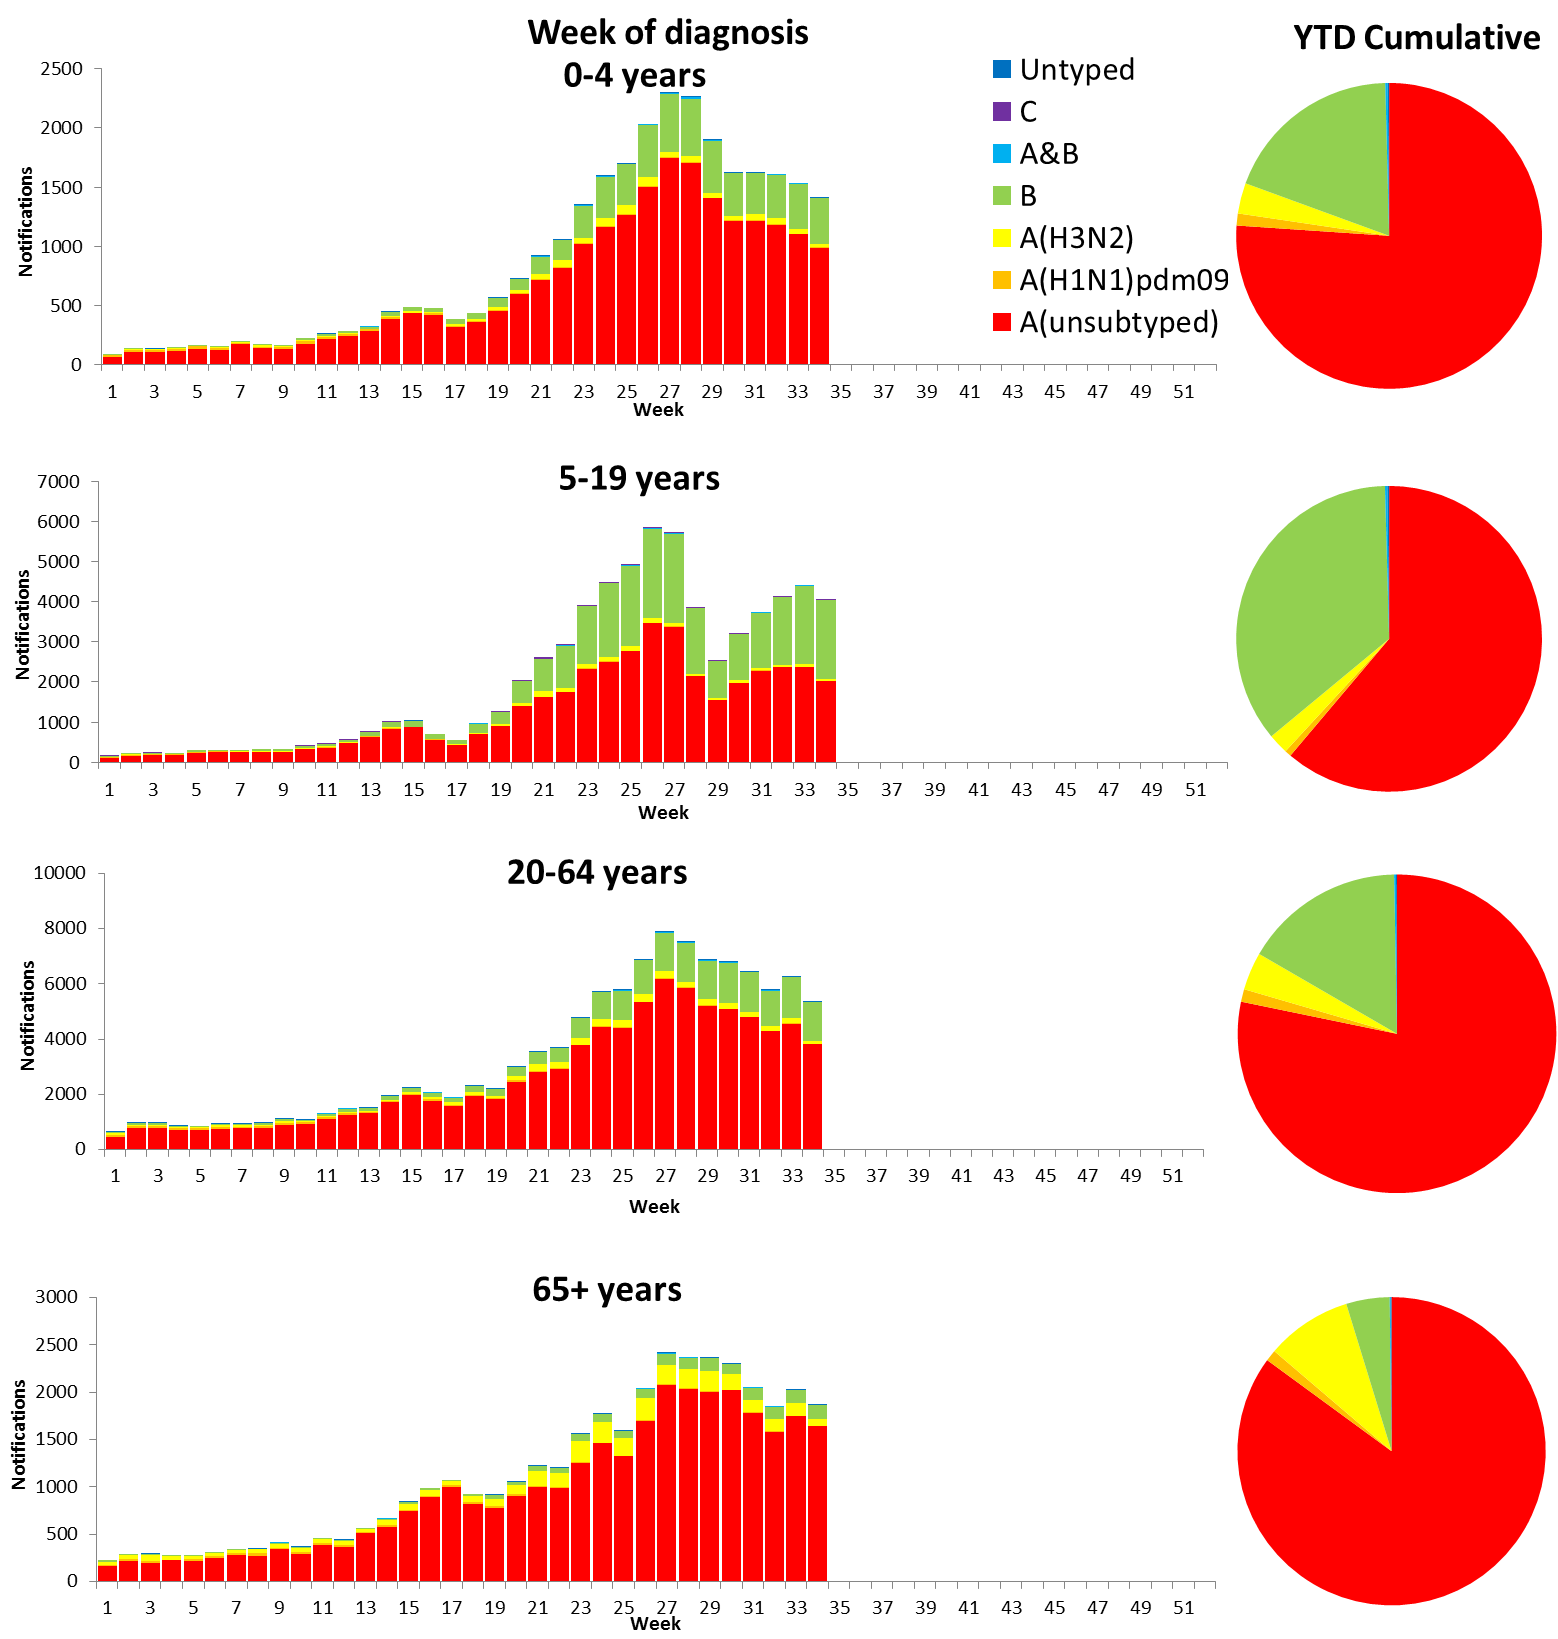 Week of diagnosis
YTD Cumulative
0-4 years
Untyped
C
A&B
B
A(H3N2)
A(H1N1)pdm09
A(unsubtyped)
Notifications
2500
2000
1500
1000
500
0
1 3 5 7 9 11 13 15 17 19 21 23 25 27 29 31 33 35 37 39 41 43 45 47 49 51
Week
5-19 years
Notifications
7000
6000
5000
4000
3000
2000
1000
0
1 3 5 7 9 11 13 15 17 19 21 23 25 27 29 31 33 35 37 39 41 43 45 47 49 51
Week
20-64 years
Notifications
10000
8000
6000
4000
2000
0
1 3 5 7 9 11 13 15 17 19 21 23 25 27 29 31 33 35 37 39 41 43 45 47 49 51
Week
65+ years
Notifications
3000
2500
2000
1500
1000
500
0
1 3 5 7 9 11 13 15 17 19 21 23 25 27 29 31 33 35 37 39 41 43 45 47 49 51
Week